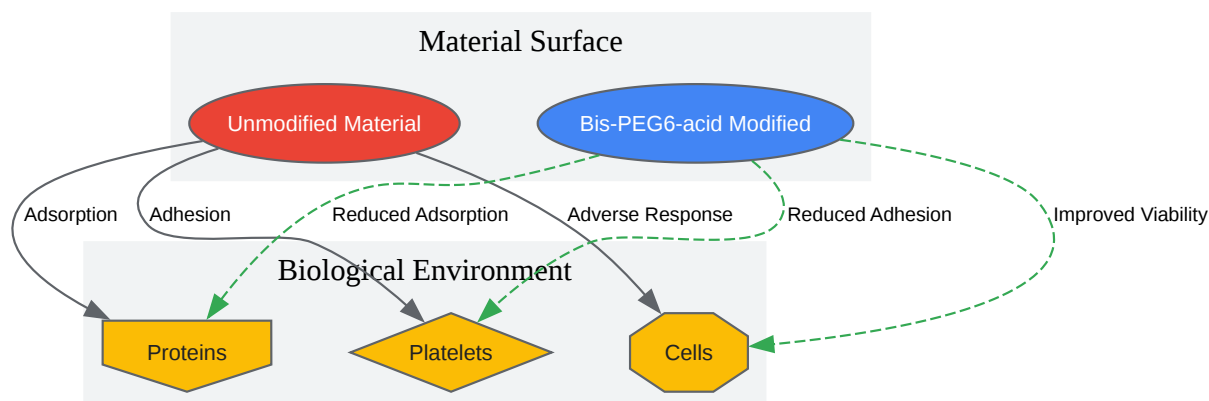 Material Surface
Unmodified Material
Bis-PEG6-acid Modified
Adsorption
Adhesion
Reduced Adsorption
Adverse Response
Reduced Adhesion
Improved Viability
Biological Environment
Proteins
Platelets
Cells